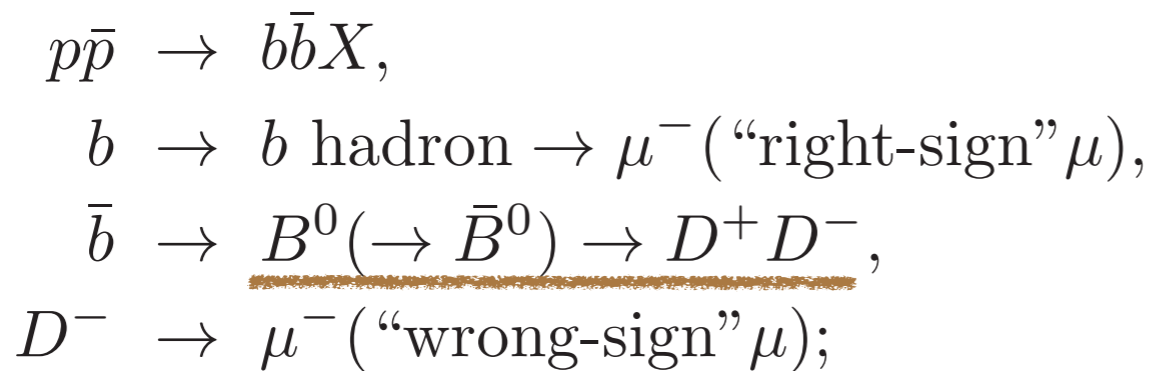 pp̄ → bb̄X,
b → b hadron → μ⁻(“right-sign”μ),
b̄ → B⁰(→ B̄⁰) → D⁺D⁻,
D⁻ → μ⁻(“wrong-sign”μ);